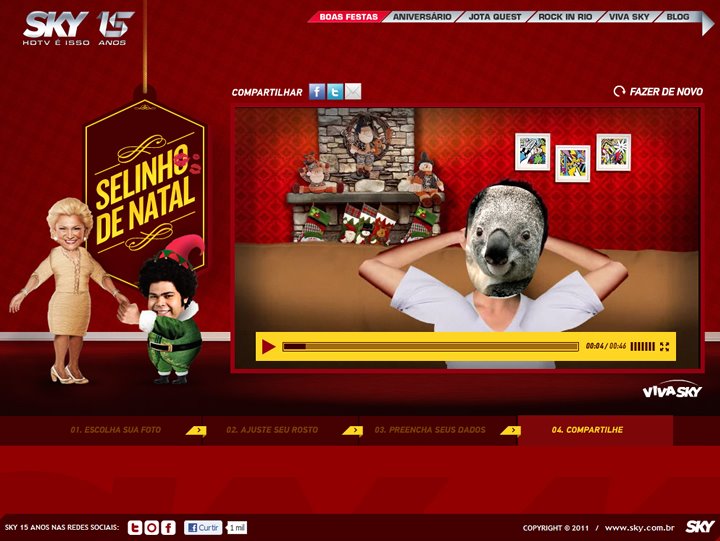 SKY 15
HDTV É ISSO ANOS
BOAS FESTAS
ANIVERSÁRIO
JOTA QUEST
ROCK IN RIO
VIVA SKY
BLOG
COMPARTILHAR
FAZER DE NOVO
SELINHO
DE NATAL
00:04 / 00:46
VIVA SKY
01. ESCOLHA SUA FOTO
02. AJUSTE SEU ROSTO
03. PREENCHA SEUS DADOS
04. COMPARTILHE
SKY 15 ANOS NAS REDES SOCIAIS:
Curtir
1 mil
COPYRIGHT © 2011 / www.sky.com.br
SKY